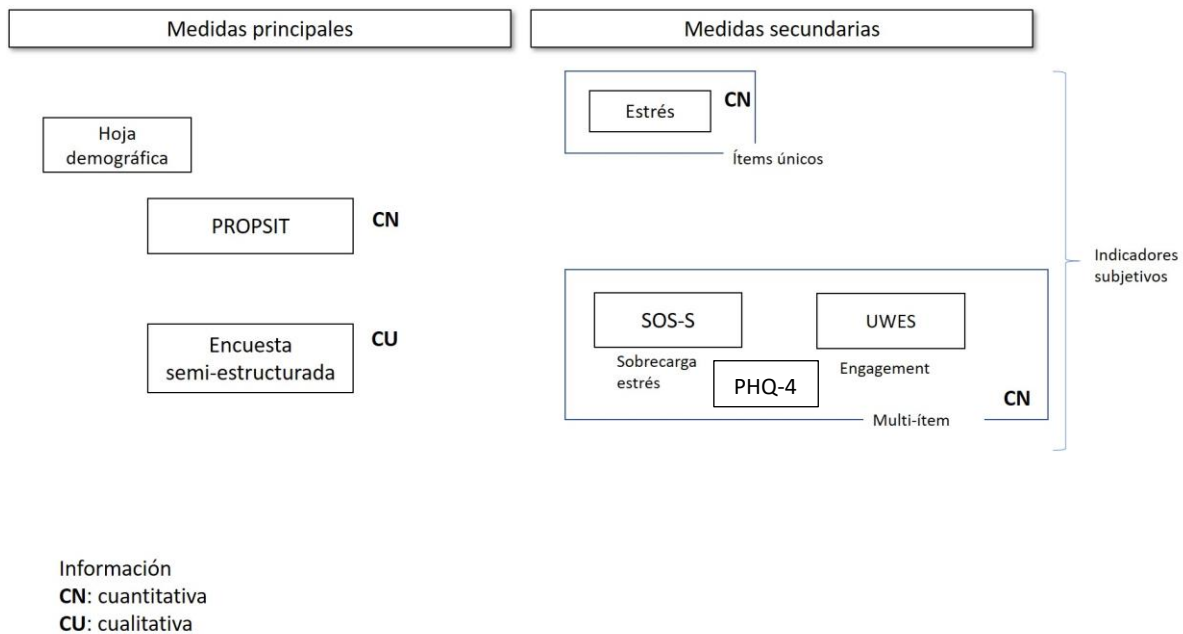 Medidas principales
Medidas secundarias
Hoja
demográfica
PROPSIT
CN
Encuesta
semi-estructurada
CU
Estrés
CN
Ítems únicos
SOS-S
Sobrecarga
estrés
UWES
Engagement
PHQ-4
CN
Multi-ítem
Indicadores
subjetivos
Información
CN: cuantitativa
CU: cualitativa